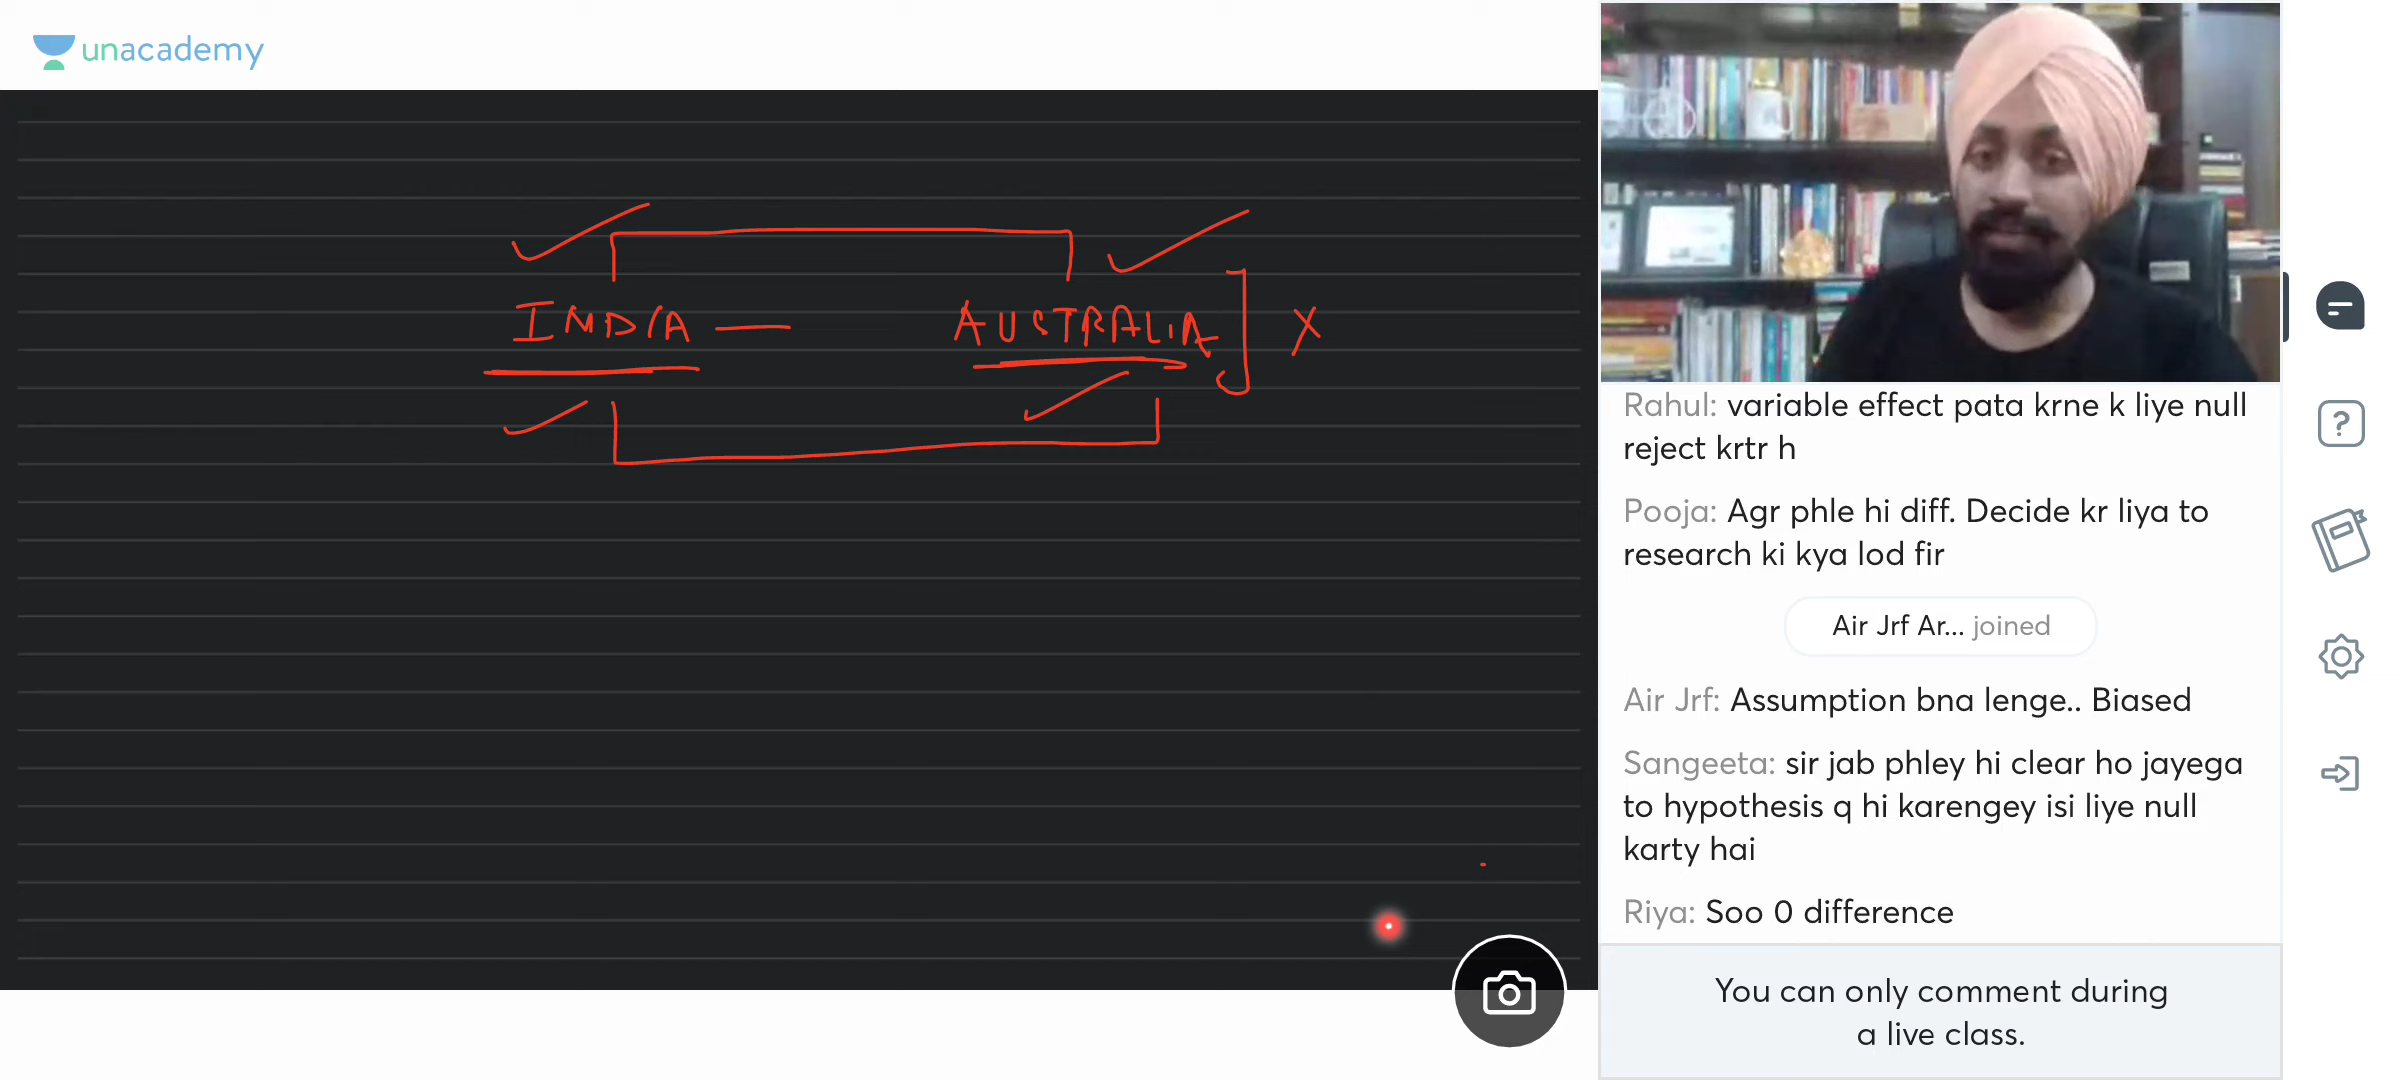 unacademy
INDIA — AUSTRALIA ] X
Rahul: variable effect pata krne k liye null
reject krtr h
Pooja: Agr phle hi diff. Decide kr liya to
research ki kya lod fir
Air Jrf Ar... joined
Air Jrf: Assumption bna lenge.. Biased
Sangeeta: sir jab phley hi clear ho jayega
to hypothesis q hi karengey isi liye null
karty hai
Riya: Soo 0 difference
You can only comment during
a live class.